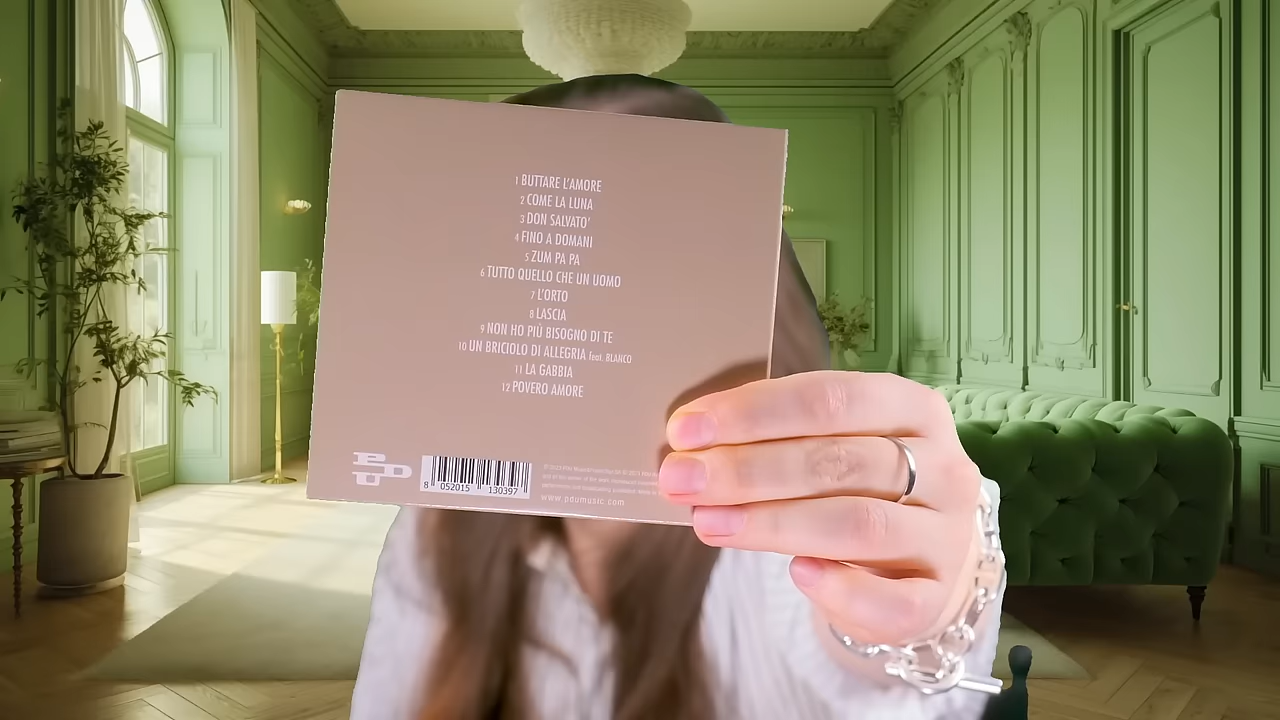 1 BUTTARE L'AMORE
2 COME LA LUNA
3 DON SALVATO'
4 FINO A DOMANI
5 ZUM PA PA
6 TUTTO QUELLO CHE UN UOMO
7 L'ORTO
8 LASCIA
9 NON HO PIÙ BISOGNO DI TE
10 UN BRICIOLO DI ALLEGRIA feat. BLANCO
11 LA GABBIA
12 POVERO AMORE
PDU
8 052015 130397
www.pdumusic.com